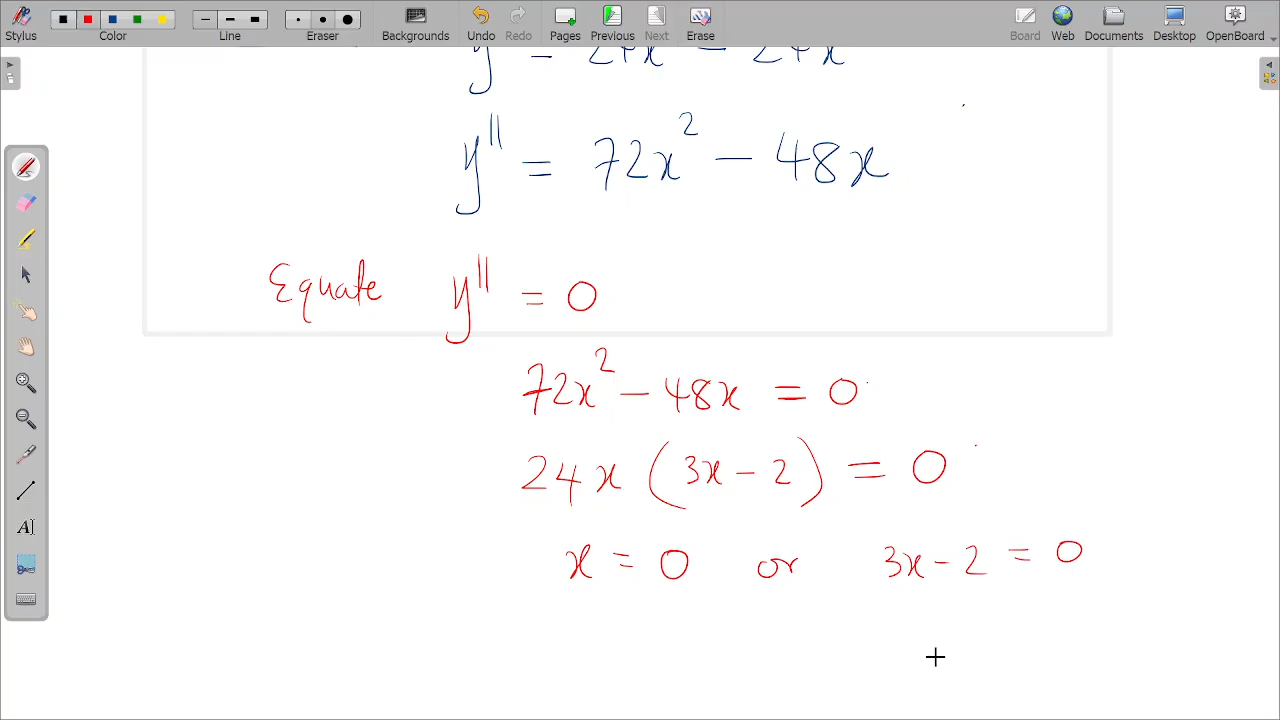 Stylus Color Line Eraser Backgrounds Undo Redo Pages Previous Next Erase Board Web Documents Desktop OpenBoard
y'' = 72x² - 48x
Equate y'' = 0
72x² - 48x = 0
24x (3x - 2) = 0
x = 0 or 3x - 2 = 0